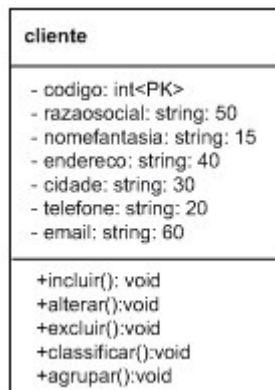 cliente
- codigo: int<PK>
- razaosocial: string: 50
- nomefantasia: string: 15
- endereco: string: 40
- cidade: string: 30
- telefone: string: 20
- email: string: 60
+incluir(): void
+alterar():void
+excluir():void
+classificar():void
+agrupar():void